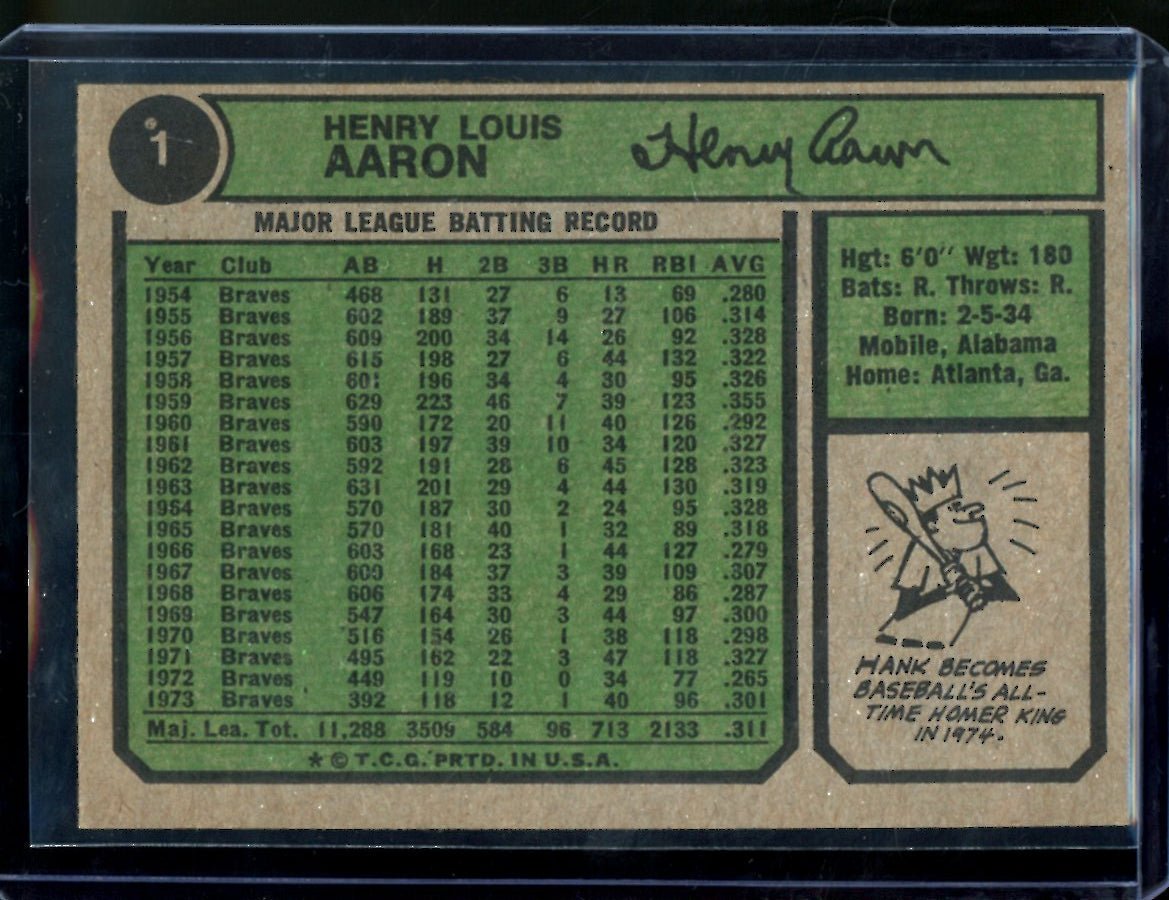 1
HENRY LOUIS
AARON
Henry Aaron
MAJOR LEAGUE BATTING RECORD
Year Club AB H 2B 3B HR RBI AVG
1954 Braves 468 131 27 6 13 69 .280
1955 Braves 602 189 37 9 27 106 .314
1956 Braves 609 200 34 14 26 92 .328
1957 Braves 615 198 27 6 44 132 .322
1958 Braves 601 196 34 4 30 95 .326
1959 Braves 629 223 46 7 39 123 .355
1960 Braves 590 172 20 11 40 126 .292
1961 Braves 603 197 39 10 34 120 .327
1962 Braves 592 191 28 6 45 128 .323
1963 Braves 631 201 29 4 44 130 .319
1964 Braves 570 187 30 2 24 95 .328
1965 Braves 570 181 40 1 32 89 .318
1966 Braves 603 168 23 1 44 127 .279
1967 Braves 600 184 37 3 39 109 .307
1968 Braves 606 174 33 4 29 86 .287
1969 Braves 547 164 30 3 44 97 .300
1970 Braves 516 154 26 1 38 118 .298
1971 Braves 495 162 22 3 47 118 .327
1972 Braves 449 119 10 0 34 77 .265
1973 Braves 392 118 12 1 40 96 .301
Maj. Lea. Tot. 11,288 3509 584 96 713 2133 .311
* © T.C.G. PRTD. IN U.S.A.
Hgt: 6'0'' Wgt: 180
Bats: R. Throws: R.
Born: 2-5-34
Mobile, Alabama
Home: Atlanta, Ga.
HANK BECOMES
BASEBALL'S ALL-
TIME HOMER KING
IN 1974.